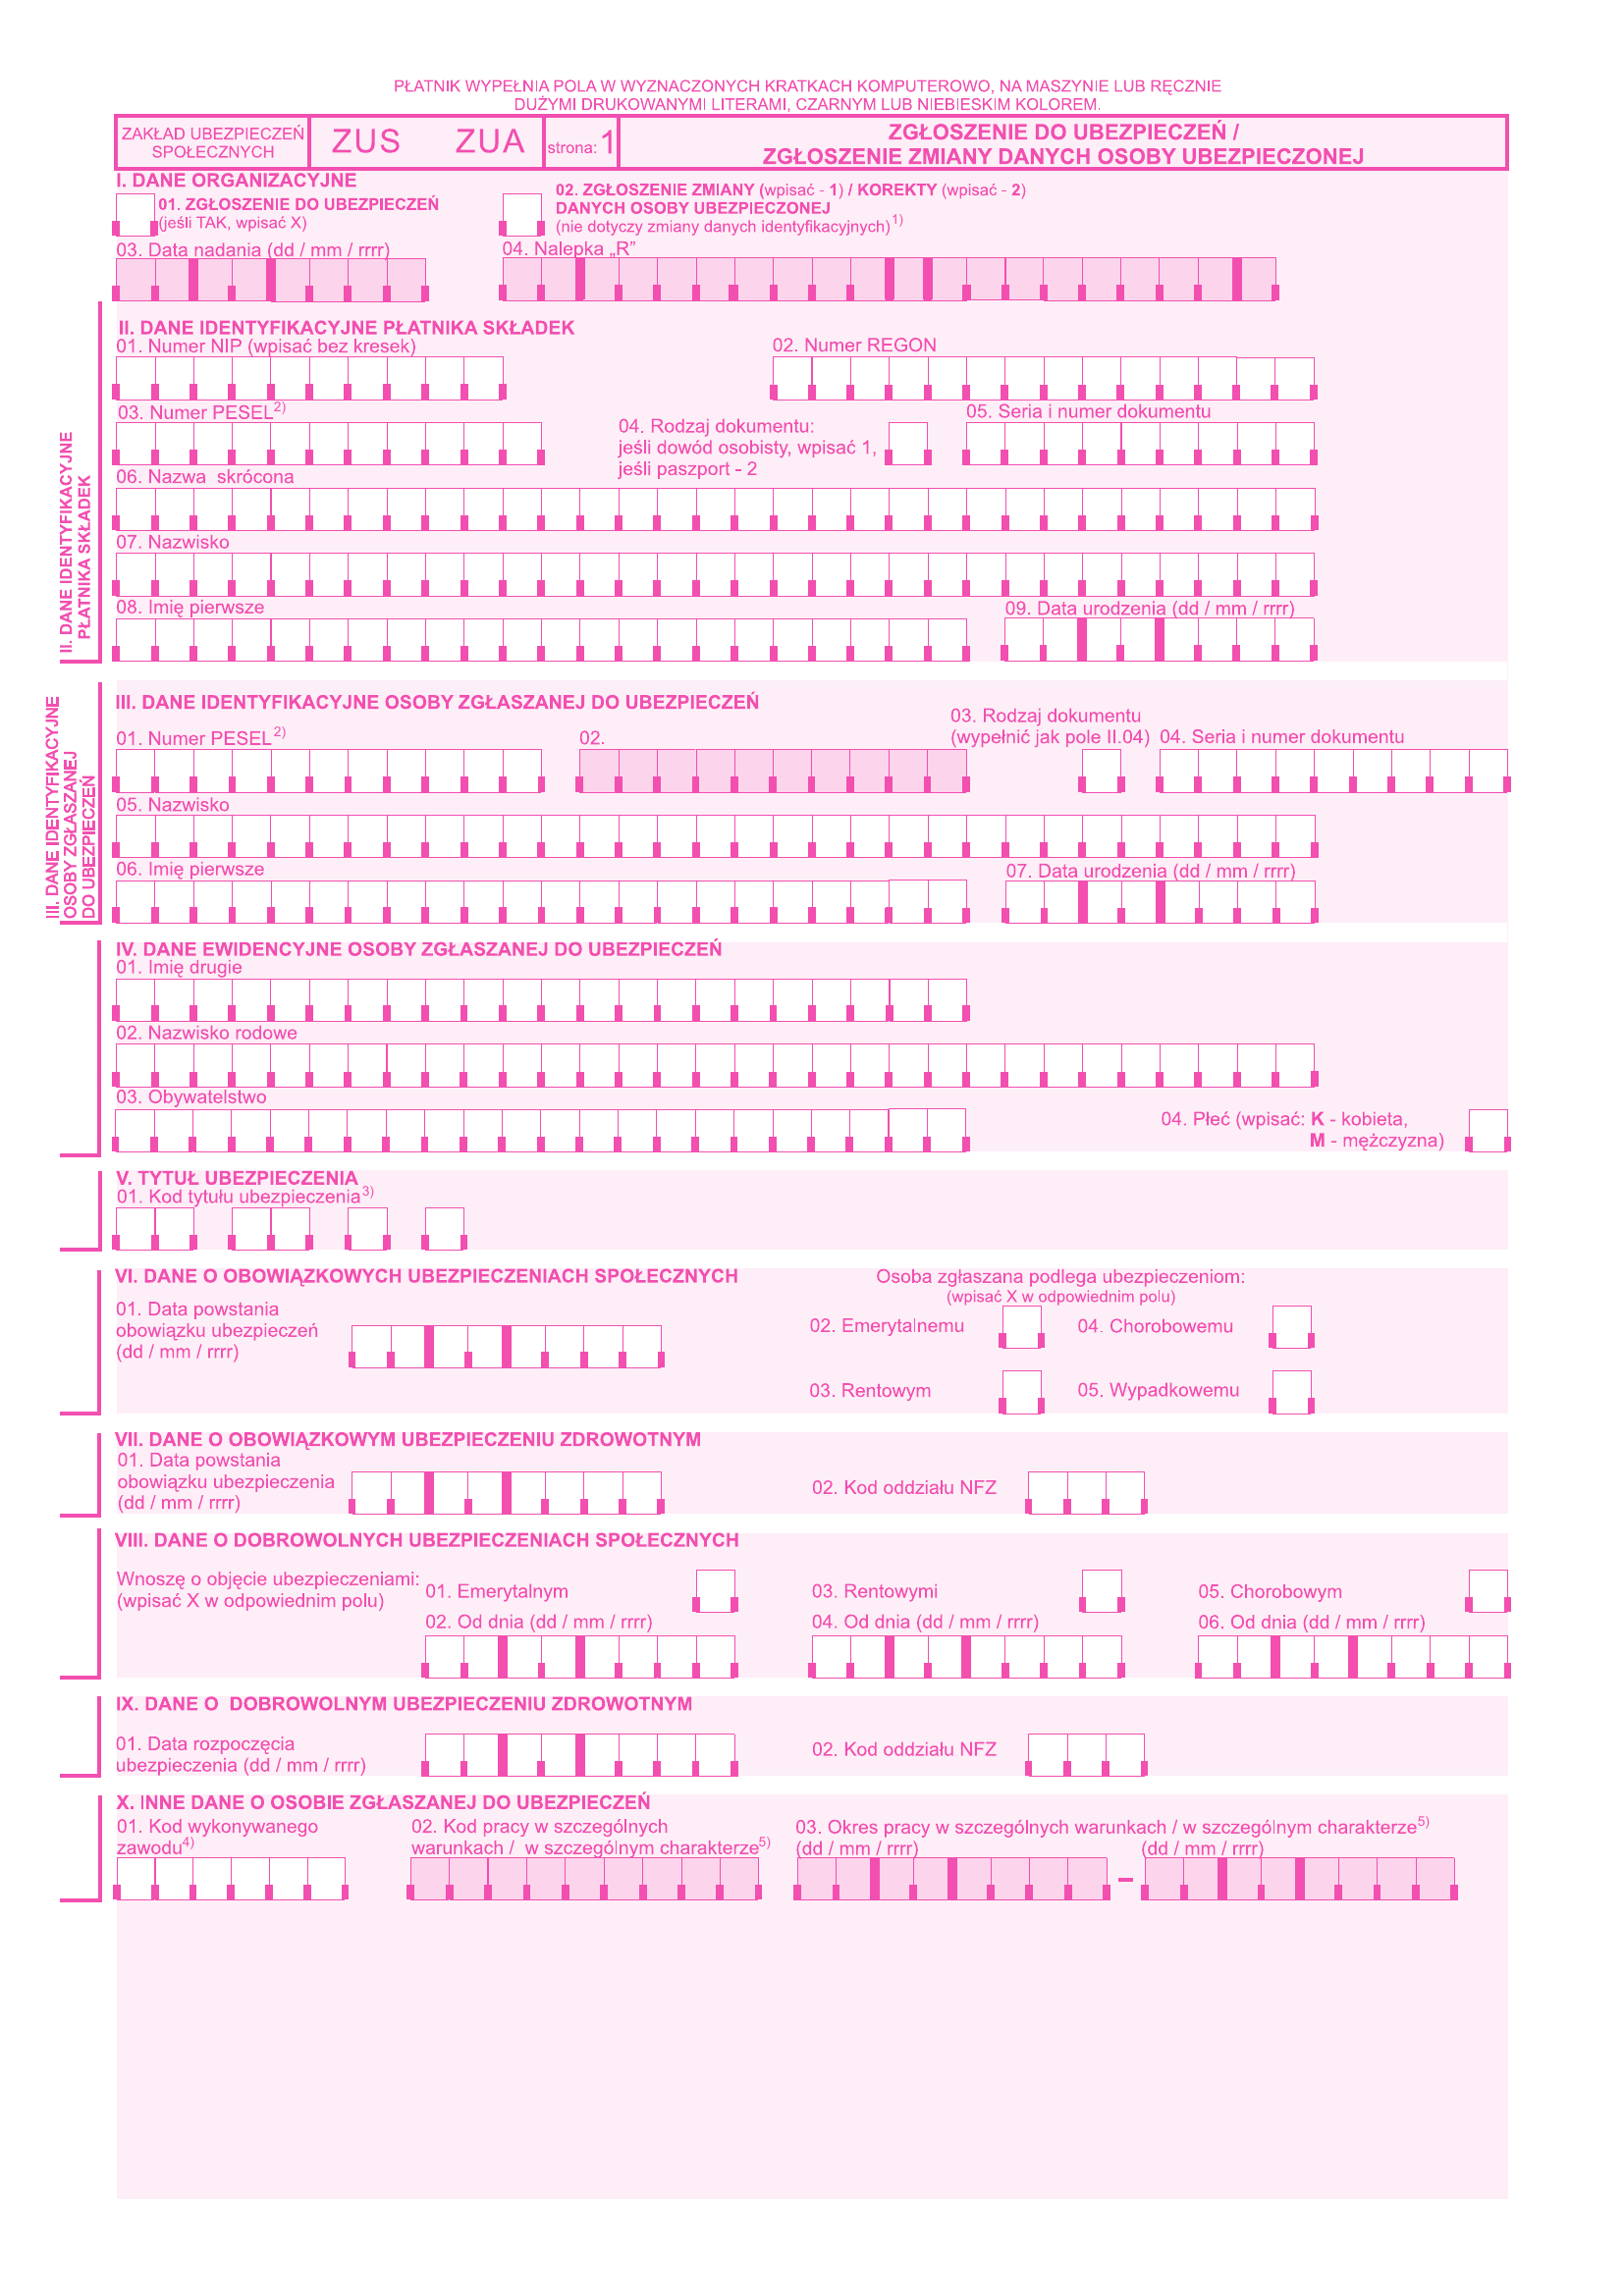 PŁATNIK WYPEŁNIA POLA W WYZNACZONYCH KRATKACH KOMPUTEROWO, NA MASZYNIE LUB RĘCZNIE
DUŻYMI DRUKOWANYMI LITERAMI, CZARNYM LUB NIEBIESKIM KOLOREM.
ZAKŁAD UBEZPIECZEŃ
SPOŁECZNYCH
ZUS ZUA
strona: 1
ZGŁOSZENIE DO UBEZPIECZEŃ /
ZGŁOSZENIE ZMIANY DANYCH OSOBY UBEZPIECZONEJ
I. DANE ORGANIZACYJNE
01. ZGŁOSZENIE DO UBEZPIECZEŃ
(jeśli TAK, wpisać X)
02. ZGŁOSZENIE ZMIANY (wpisać - 1) / KOREKTY (wpisać - 2)
DANYCH OSOBY UBEZPIECZONEJ
(nie dotyczy zmiany danych identyfikacyjnych)1)
03. Data nadania (dd / mm / rrrr)
04. Nalepka „R”
II. DANE IDENTYFIKACYJNE
PŁATNIKA SKŁADEK
II. DANE IDENTYFIKACYJNE PŁATNIKA SKŁADEK
01. Numer NIP (wpisać bez kresek)
02. Numer REGON
03. Numer PESEL2)
04. Rodzaj dokumentu:
jeśli dowód osobisty, wpisać 1,
jeśli paszport - 2
05. Seria i numer dokumentu
06. Nazwa skrócona
07. Nazwisko
08. Imię pierwsze
09. Data urodzenia (dd / mm / rrrr)
III. DANE IDENTYFIKACYJNE
OSOBY ZGŁASZANEJ
DO UBEZPIECZEŃ
III. DANE IDENTYFIKACYJNE OSOBY ZGŁASZANEJ DO UBEZPIECZEŃ
01. Numer PESEL2)
02.
03. Rodzaj dokumentu
(wypełnić jak pole II.04)
04. Seria i numer dokumentu
05. Nazwisko
06. Imię pierwsze
07. Data urodzenia (dd / mm / rrrr)
IV. DANE EWIDENCYJNE OSOBY ZGŁASZANEJ DO UBEZPIECZEŃ
01. Imię drugie
02. Nazwisko rodowe
03. Obywatelstwo
04. Płeć (wpisać: K - kobieta,
M - mężczyzna)
V. TYTUŁ UBEZPIECZENIA
01. Kod tytułu ubezpieczenia3)
VI. DANE O OBOWIĄZKOWYCH UBEZPIECZENIACH SPOŁECZNYCH
Osoba zgłaszana podlega ubezpieczeniom:
(wpisać X w odpowiednim polu)
01. Data powstania
obowiązku ubezpieczeń
(dd / mm / rrrr)
02. Emerytalnemu
04. Chorobowemu
03. Rentowym
05. Wypadkowemu
VII. DANE O OBOWIĄZKOWYM UBEZPIECZENIU ZDROWOTNYM
01. Data powstania
obowiązku ubezpieczenia
(dd / mm / rrrr)
02. Kod oddziału NFZ
VIII. DANE O DOBROWOLNYCH UBEZPIECZENIACH SPOŁECZNYCH
Wnoszę o objęcie ubezpieczeniami:
(wpisać X w odpowiednim polu)
01. Emerytalnym
03. Rentowymi
05. Chorobowym
02. Od dnia (dd / mm / rrrr)
04. Od dnia (dd / mm / rrrr)
06. Od dnia (dd / mm / rrrr)
IX. DANE O DOBROWOLNYM UBEZPIECZENIU ZDROWOTNYM
01. Data rozpoczęcia
ubezpieczenia (dd / mm / rrrr)
02. Kod oddziału NFZ
X. INNE DANE O OSOBIE ZGŁASZANEJ DO UBEZPIECZEŃ
01. Kod wykonywanego
zawodu4)
02. Kod pracy w szczególnych
warunkach / w szczególnym charakterze5)
03. Okres pracy w szczególnych warunkach / w szczególnym charakterze5)
(dd / mm / rrrr) (dd / mm / rrrr)
–